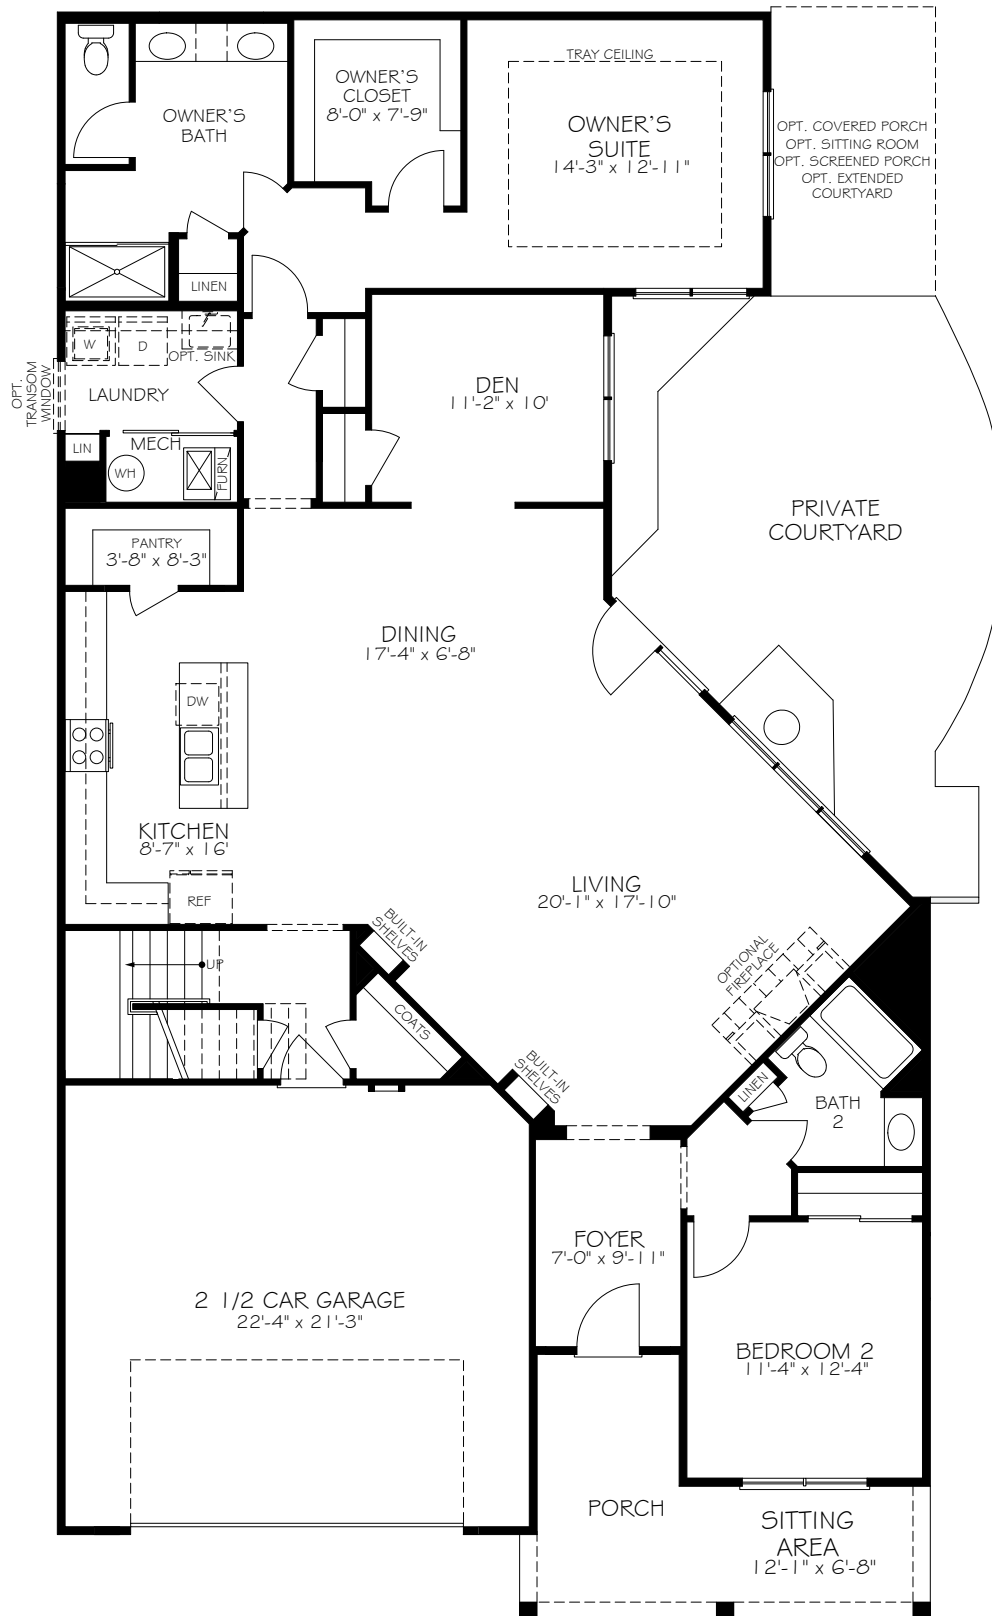 TRAY CEILING
OWNER'S
CLOSET
8'-0" x 7'-9"
OWNER'S
BATH
OWNER'S
SUITE
14'-3" x 12'-11"
OPT. COVERED PORCH
OPT. SITTING ROOM
OPT. SCREENED PORCH
OPT. EXTENDED
COURTYARD
LINEN
W
D
OPT. SINK
OPT.
TRANSOM
WINDOW
LAUNDRY
DEN
11'-2" x 10'
LIN
MECH
WH
FURN.
PRIVATE
COURTYARD
PANTRY
3'-8" x 8'-3"
DINING
17'-4" x 6'-8"
DW
KITCHEN
8'-7" x 16'
REF
LIVING
20'-1" x 17'-10"
BUILT-IN
SHELVES
UP
OPTIONAL
FIREPLACE
COATS
BUILT-IN
SHELVES
LINEN
BATH
2
FOYER
7'-0" x 9'-11"
2 1/2 CAR GARAGE
22'-4" x 21'-3"
BEDROOM 2
11'-4" x 12'-4"
PORCH
SITTING
AREA
12'-1" x 6'-8"